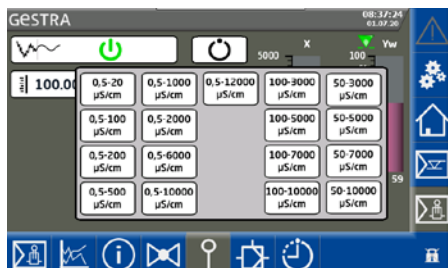 GESTRA
08:37:24
01.07.20
5000
X
100
Yw
100.00
0,5-20 µS/cm
0,5-1000 µS/cm
0,5-12000 µS/cm
100-3000 µS/cm
50-3000 µS/cm
0,5-100 µS/cm
0,5-2000 µS/cm
100-5000 µS/cm
50-5000 µS/cm
0,5-200 µS/cm
0,5-6000 µS/cm
100-7000 µS/cm
50-7000 µS/cm
59
0,5-500 µS/cm
0,5-10000 µS/cm
100-10000 µS/cm
50-10000 µS/cm